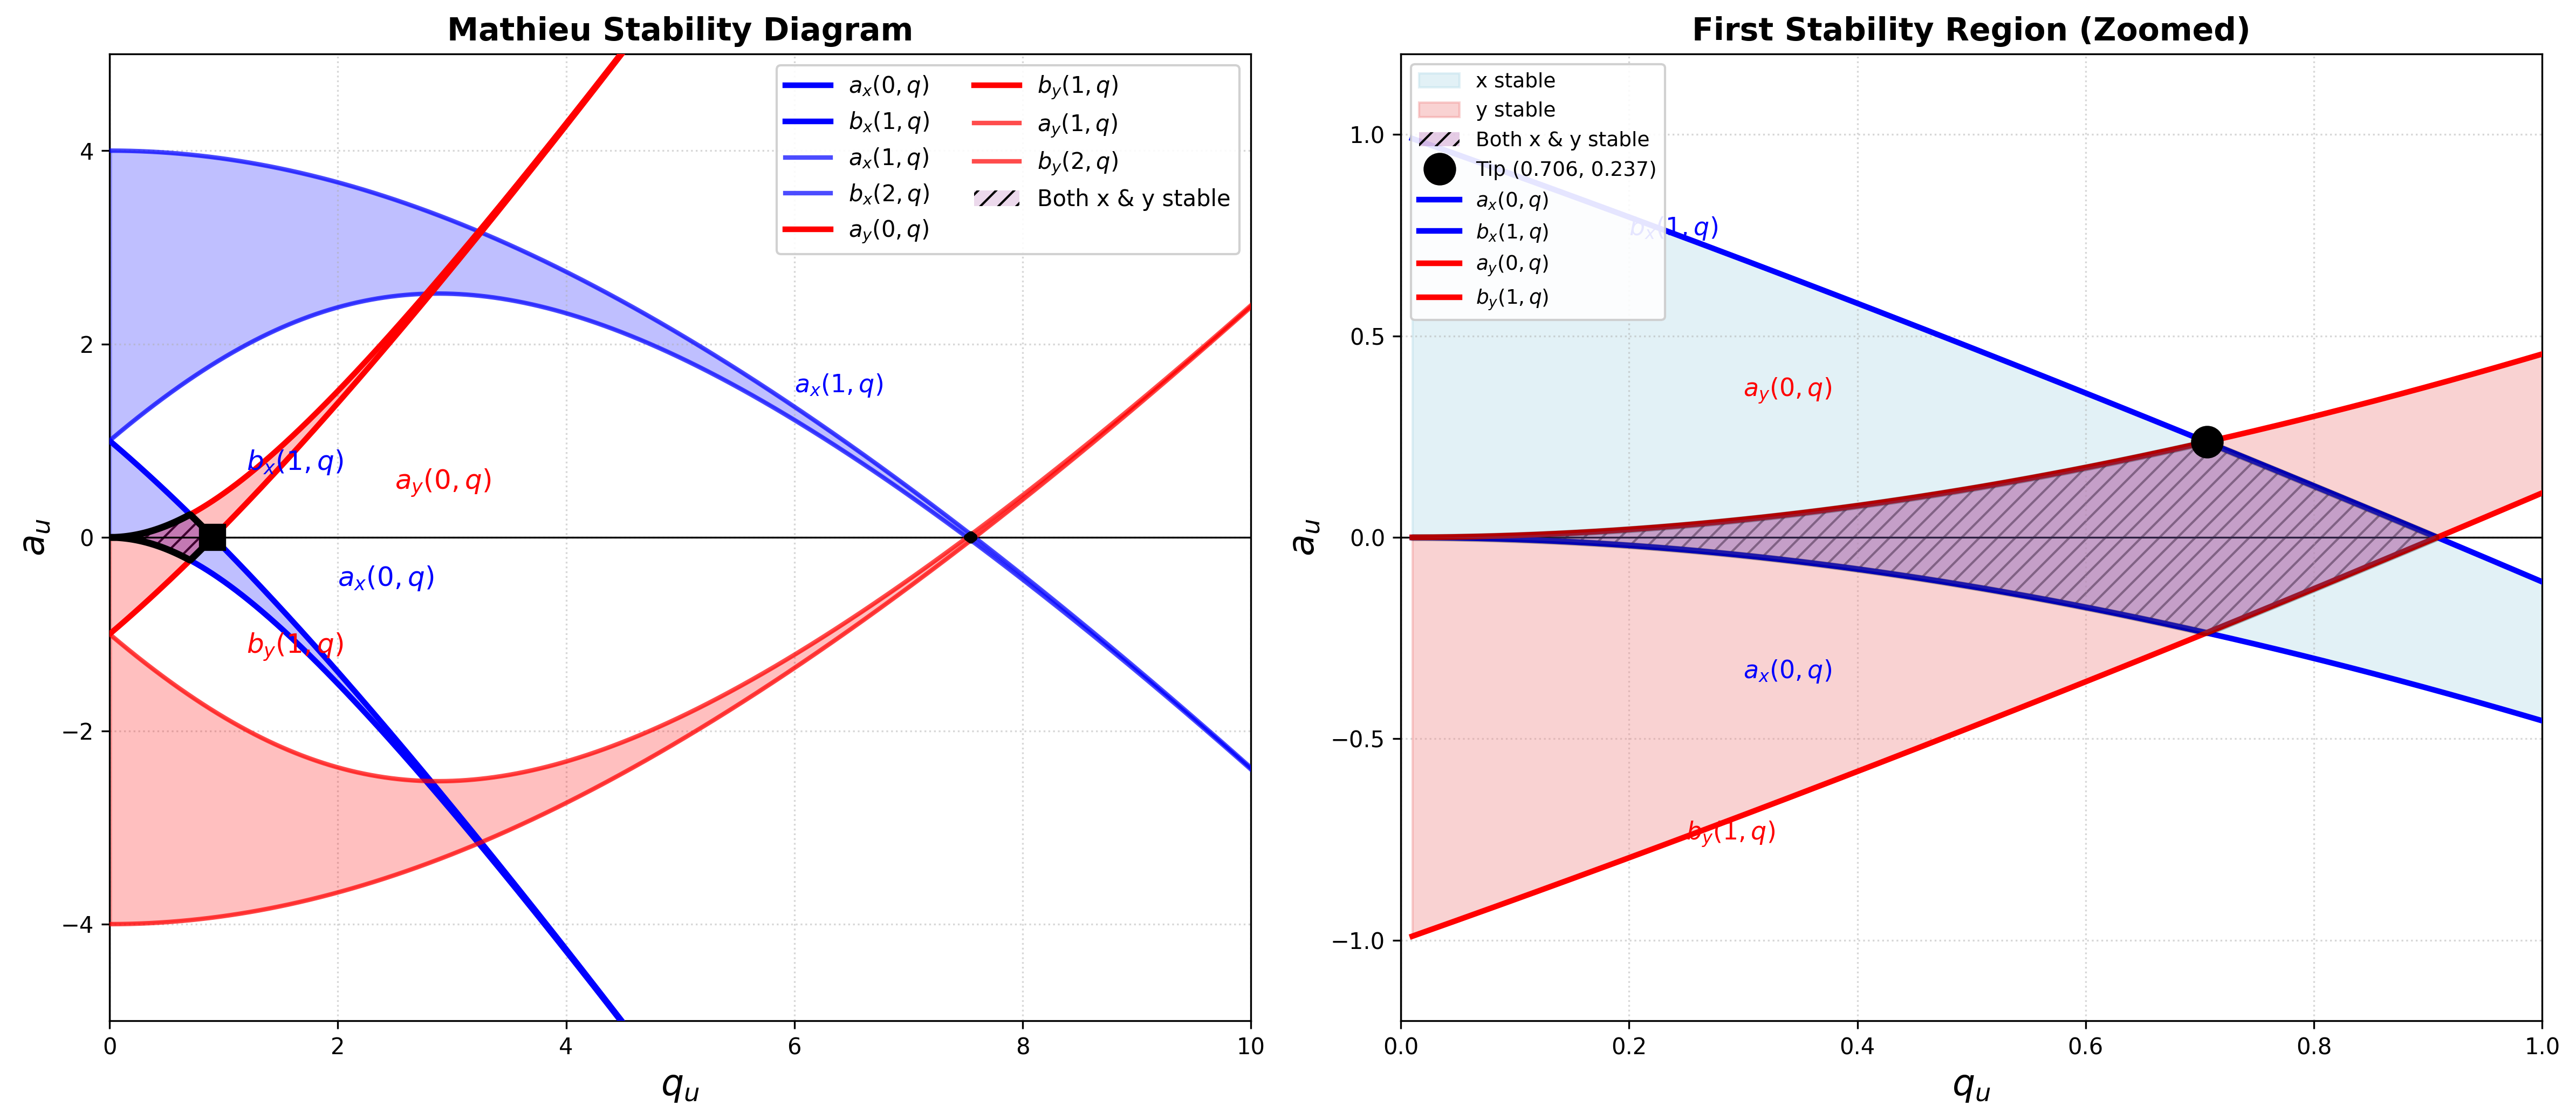 Mathieu Stability Diagram
a_x(0, q)
b_x(1, q)
a_x(1, q)
b_x(2, q)
a_y(0, q)
b_y(1, q)
a_y(1, q)
b_y(2, q)
Both x & y stable
4
2
0
−2
−4
a_u
a_x(1, q)
b_x(1, q)
a_y(0, q)
a_x(0, q)
b_y(1, q)
0
2
4
6
8
10
q_u
First Stability Region (Zoomed)
x stable
y stable
Both x & y stable
Tip (0.706, 0.237)
a_x(0, q)
b_x(1, q)
a_y(0, q)
b_y(1, q)
1.0
0.5
0.0
−0.5
−1.0
a_u
b_x(1, q)
a_y(0, q)
a_x(0, q)
b_y(1, q)
0.0
0.2
0.4
0.6
0.8
1.0
q_u